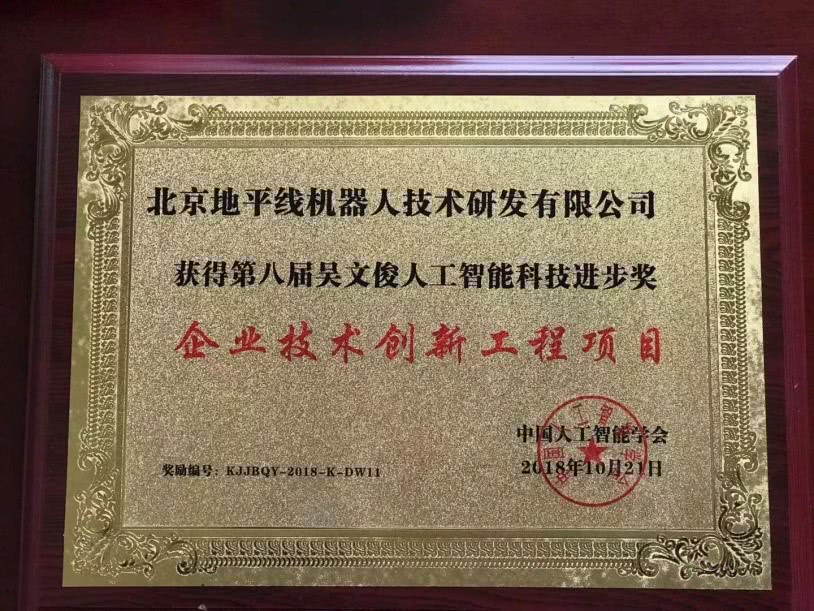 北京地平线机器人技术研发有限公司
获得第八届吴文俊人工智能科技进步奖
企业技术创新工程项目
中国人工智能学会
奖励编号：KJJBQY-2018-K-DW11
2018年10月21日